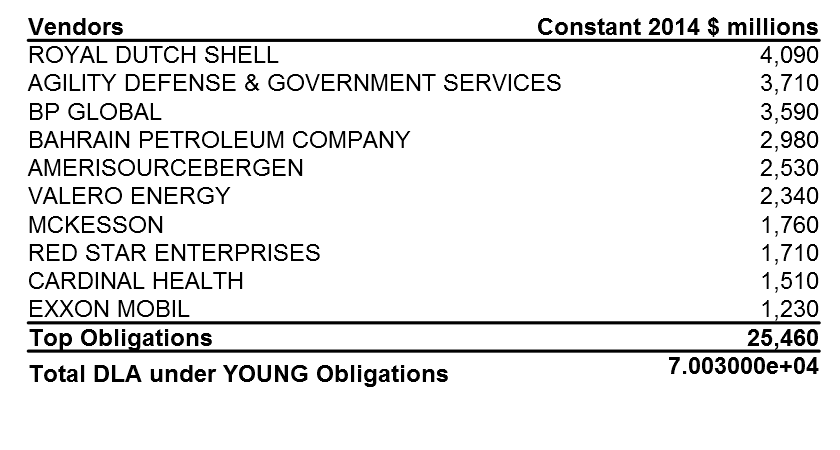 Vendors Constant 2014 $ millions
ROYAL DUTCH SHELL 4,090
AGILITY DEFENSE & GOVERNMENT SERVICES 3,710
BP GLOBAL 3,590
BAHRAIN PETROLEUM COMPANY 2,980
AMERISOURCEBERGEN 2,530
VALERO ENERGY 2,340
MCKESSON 1,760
RED STAR ENTERPRISES 1,710
CARDINAL HEALTH 1,510
EXXON MOBIL 1,230
Top Obligations 25,460
Total DLA under YOUNG Obligations 7.003000e+04